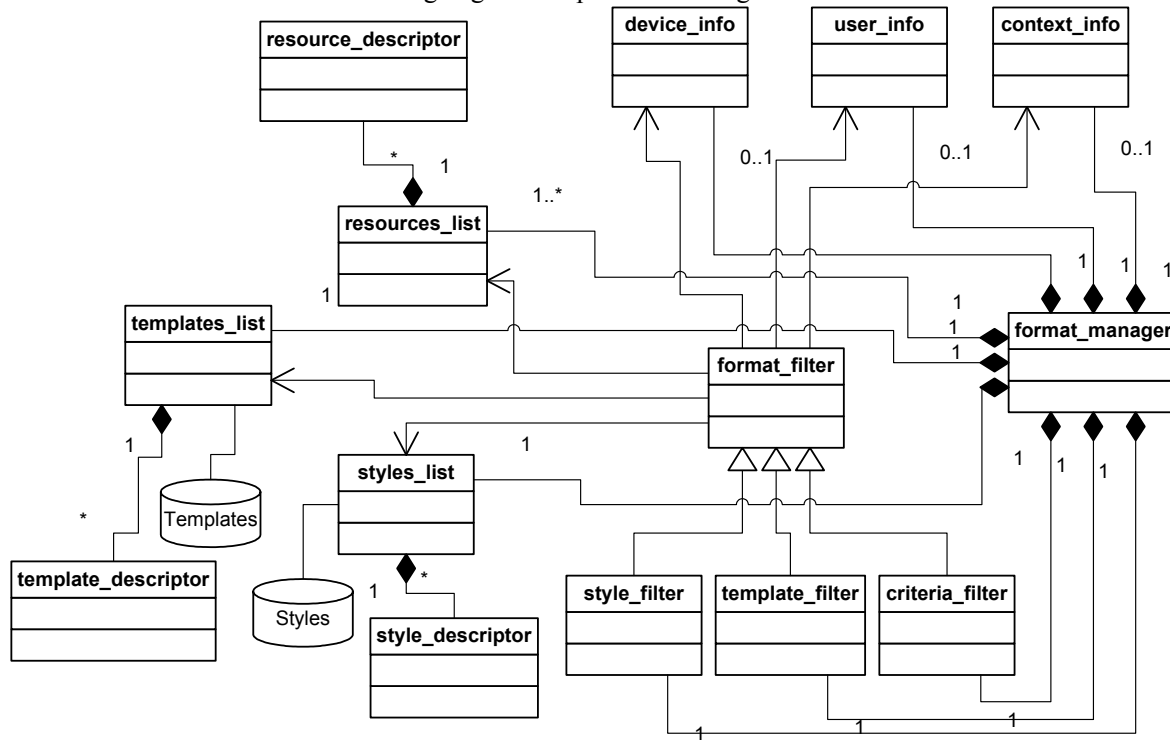 device_info
user_info
context_info
resource_descriptor
0..1
0..1
0..1
*
1
1..*
resources_list
1
1
1
1
1
templates_list
1
1
format_manager
format_filter
1
1
styles_list
1
1
1
1
Templates
*
template_descriptor
style_filter
template_filter
criteria_filter
1
*
Styles
style_descriptor
1
1
1